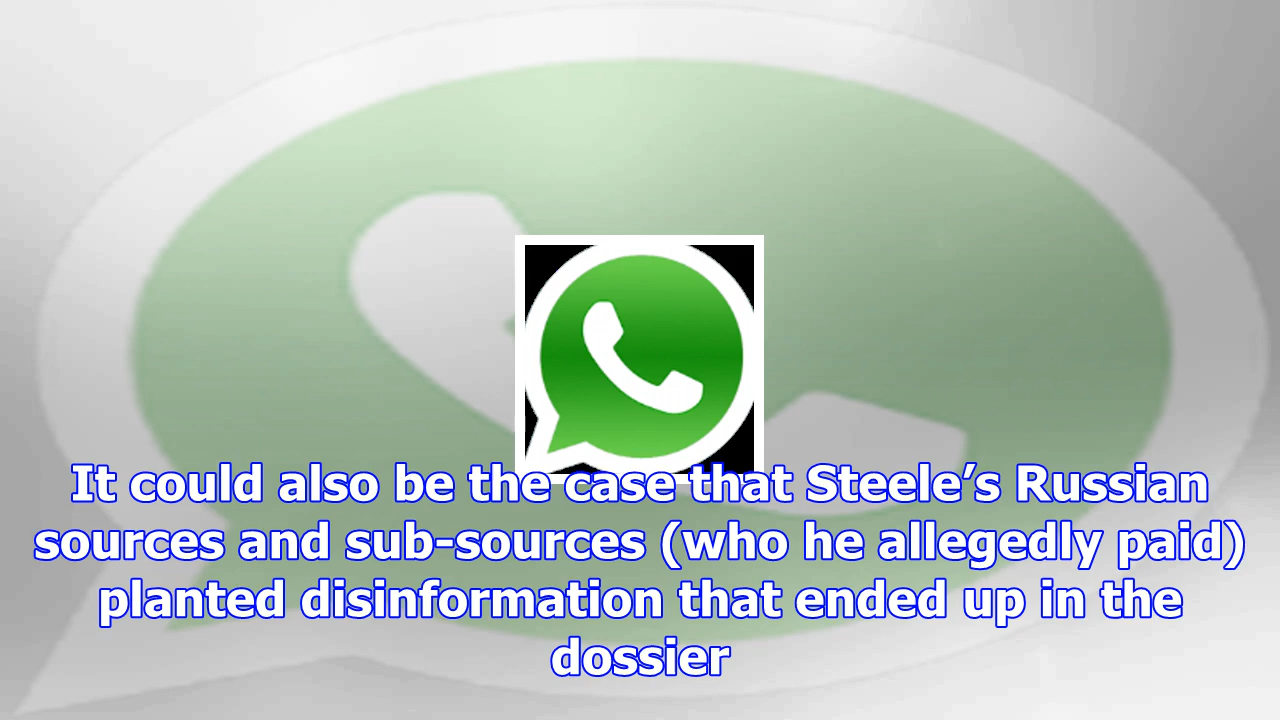 It could also be the case that Steele’s Russian
sources and sub-sources (who he allegedly paid)
planted disinformation that ended up in the
dossier